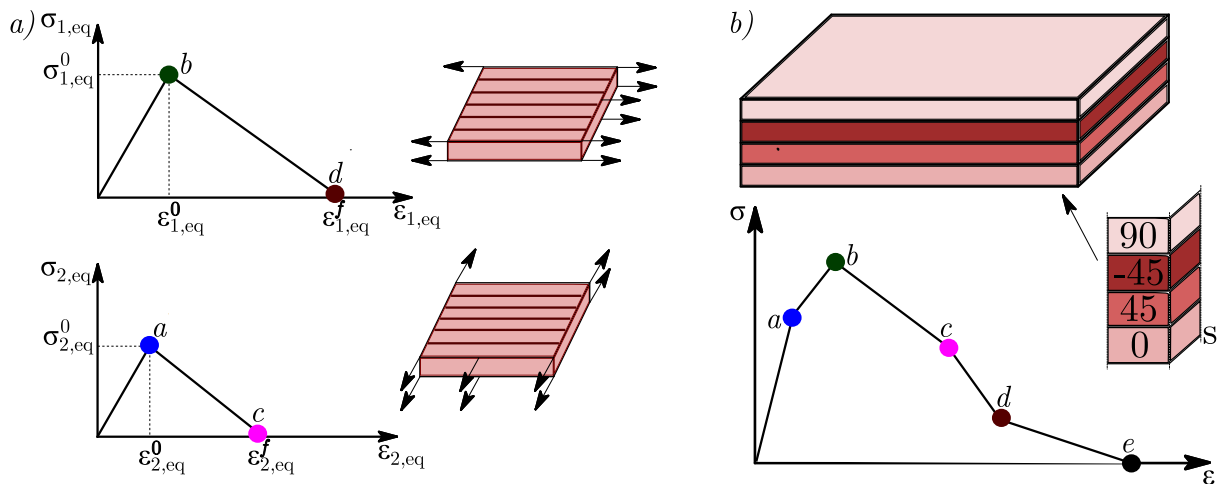 a)
σ1,eq
σ⁰1,eq
b
d
ε⁰1,eq
εᶠ1,eq
ε1,eq
σ2,eq
σ⁰2,eq
a
c
ε⁰2,eq
εᶠ2,eq
ε2,eq
b)
90
-45
45
0
S
σ
a
b
c
d
e
ε